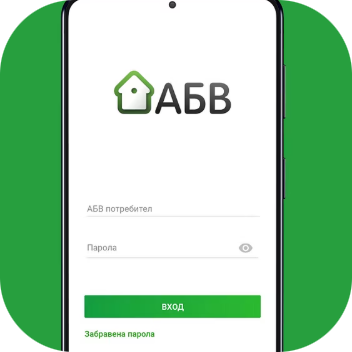 АБВ
АБВ потребител
Парола
ВХОД
Забравена парола